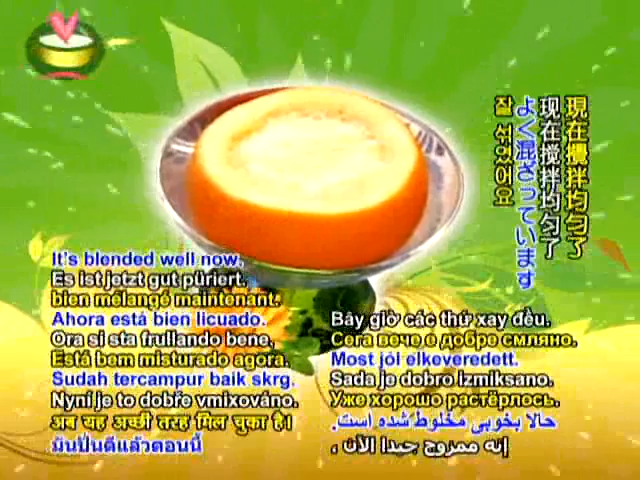 現在攪拌均勻了
现在搅拌均匀了
よく混ざっています
잘 섞였어요
It's blended well now,
Es ist jetzt gut püriert.
bien mélangé maintenant.
Ahora está bien licuado.
Ora si sta frullando bene,
Está bem misturado agora.
Sudah tercampur baik skrg.
Nyní je to dobře vmixováno.
अब यह अच्छी तरह मिल चुका है।
มันปั่นดีแล้วตอนนี้
Bây giờ các thứ xay đều.
Сега вече е добре смляно.
Most jól elkeveredett.
Sada je dobro izmiksano.
Уже хорошо растёрлось.
حالا بخوبی مخلوط شده است.
إنه ممزوج جيدا الآن ،